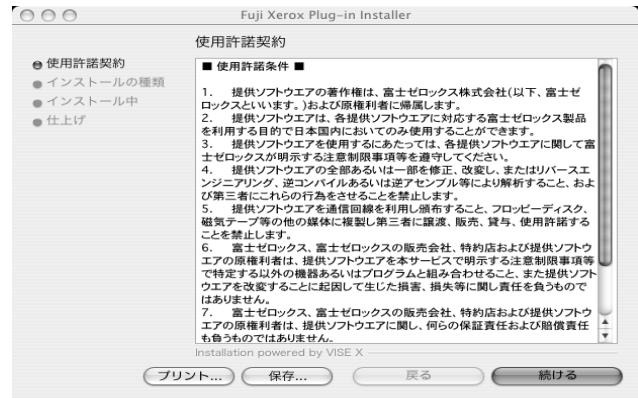 Fuji Xerox Plug-in Installer
使用許諾契約
使用許諾契約
インストールの種類
インストール中
仕上げ
■ 使用許諾条件 ■
1. 提供ソフトウエアの著作権は、富士ゼロックス株式会社(以下、富士ゼ
ロックスといいます。)および原権利者に帰属します。
2. 提供ソフトウエアは、各提供ソフトウエアに対応する富士ゼロックス製品
を利用する目的で日本国内においてのみ使用することができます。
3. 提供ソフトウエアを使用するにあたっては、各提供ソフトウエアに関して富
士ゼロックスが明示する注意制限事項等を遵守してください。
4. 提供ソフトウエアの全部あるいは一部を修正、改変し、またはリバースエ
ンジニアリング、逆コンパイルあるいは逆アセンブル等により解析すること、およ
び第三者にこれらの行為をさせることを禁止します。
5. 提供ソフトウエアを通信回線を利用し頒布すること、フロッピーディスク、
磁気テープ等の他の媒体に複製し第三者に譲渡、販売、貸与、使用許諾する
ことを禁止します。
6. 富士ゼロックス、富士ゼロックスの販売会社、特約店および提供ソフトウ
エアの原権利者は、提供ソフトウエアを本サービスで明示する注意制限事項等
で特定する以外の機器あるいはプログラムと組み合わせること、また提供ソフト
ウエアを改変することに起因して生じた損害、損失等に関し責任を負うもので
はありません。
7. 富士ゼロックス、富士ゼロックスの販売会社、特約店および提供ソフトウ
エアの原権利者は、提供ソフトウエアに関し、何らの保証責任および賠償責任
も負うものではありません。
Installation powered by VISE X
プリント...
保存...
戻る
続ける